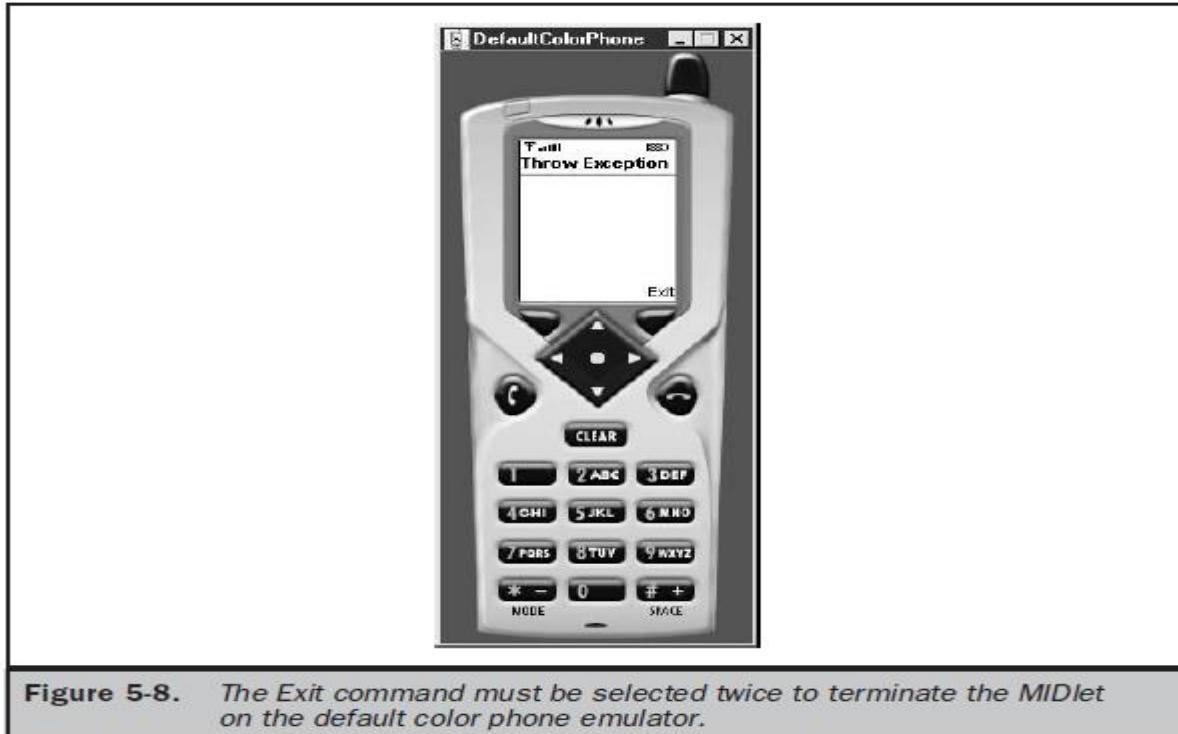 DefaultColorPhone
Throw Exception
Exit
CLEAR
1
2 ABC
3 DEF
4 GHI
5 JKL
6 MNO
7 PQRS
8 TUV
9 WXYZ
* -
0
# +
MODE
SPACE
Figure 5-8. The Exit command must be selected twice to terminate the MIDlet
on the default color phone emulator.